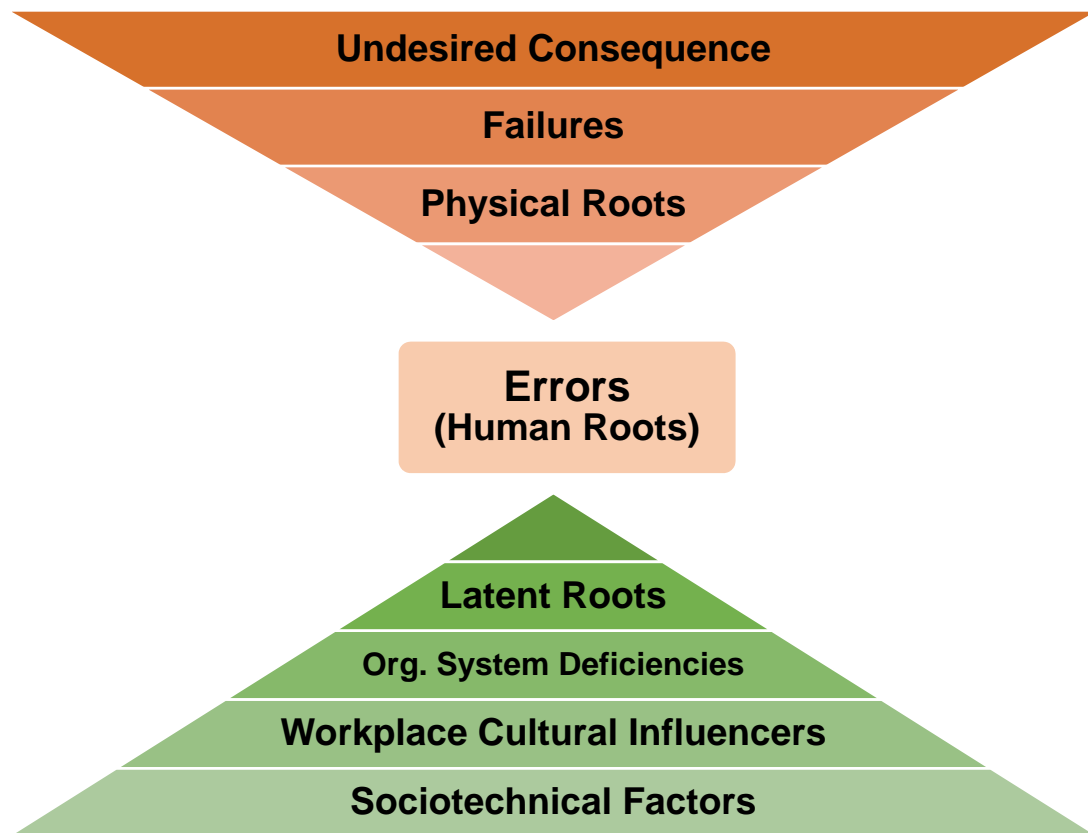 Undesired Consequence
Failures
Physical Roots
Errors
(Human Roots)
Latent Roots
Org. System Deficiencies
Workplace Cultural Influencers
Sociotechnical Factors